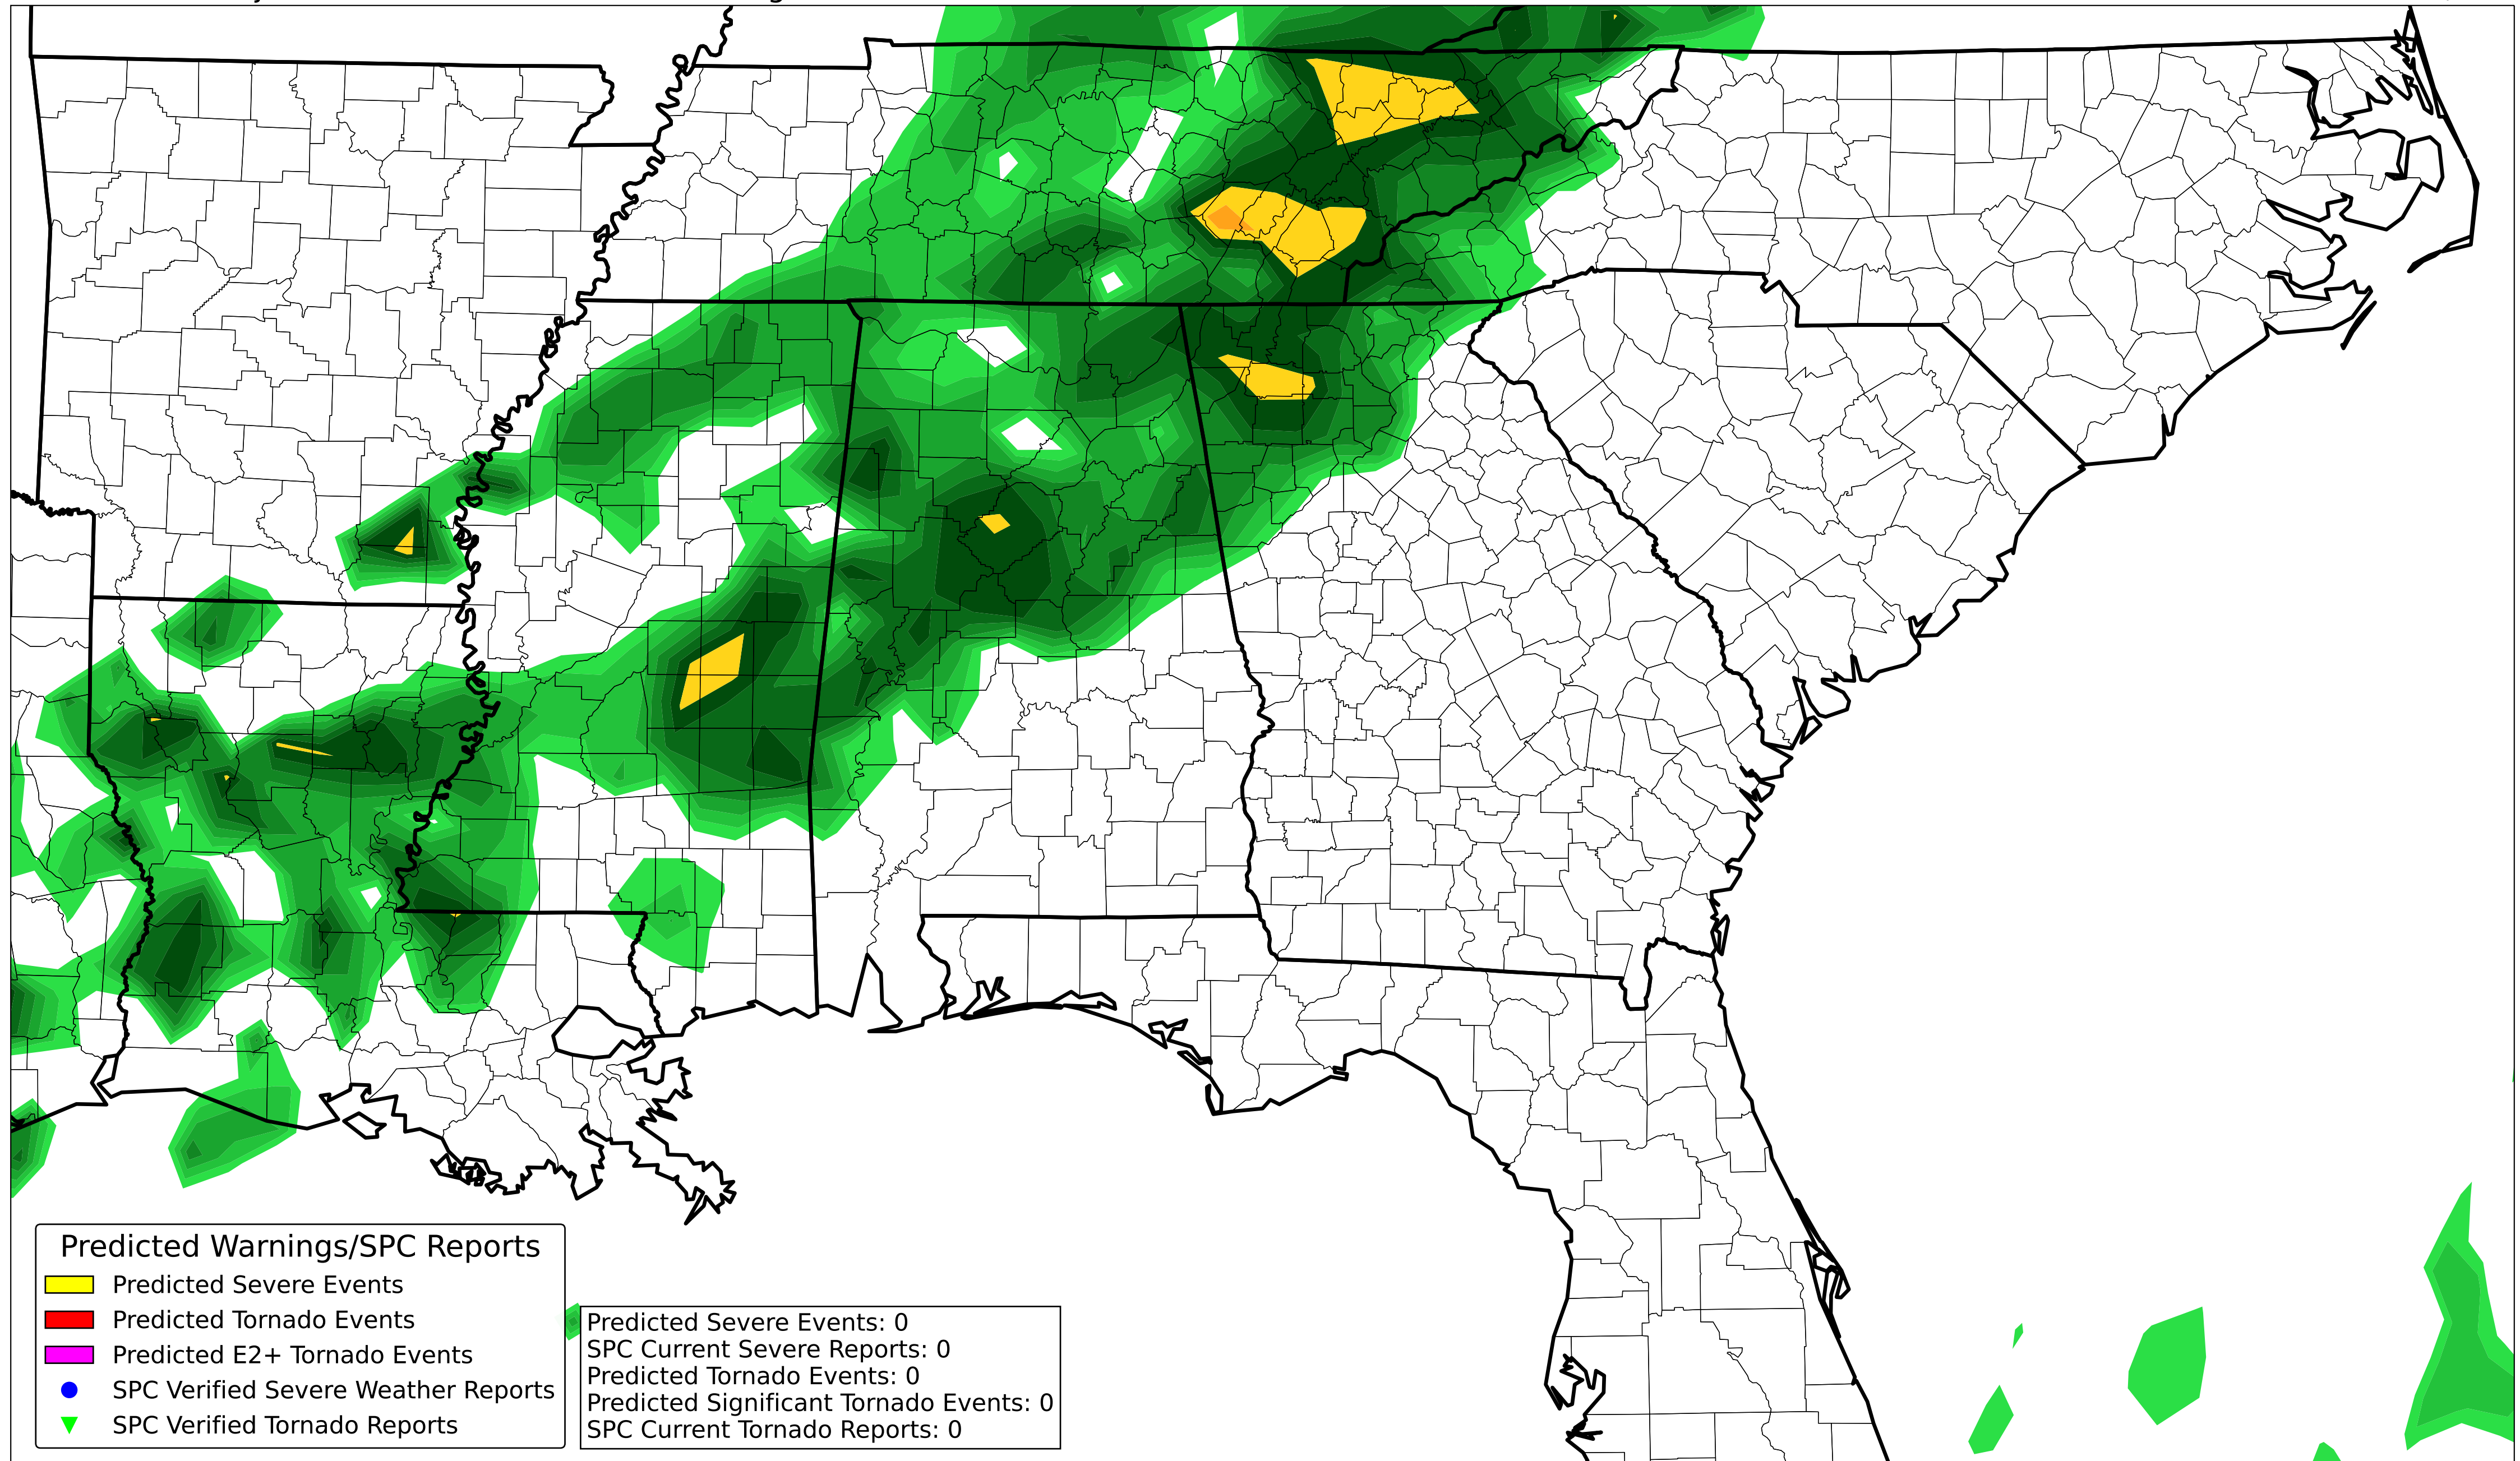 Predicted Warnings/SPC Reports
Predicted Severe Events
Predicted Tornado Events
Predicted E2+ Tornado Events
SPC Verified Severe Weather Reports
SPC Verified Tornado Reports
Predicted Severe Events: 0
SPC Current Severe Reports: 0
Predicted Tornado Events: 0
Predicted Significant Tornado Events: 0
SPC Current Tornado Reports: 0